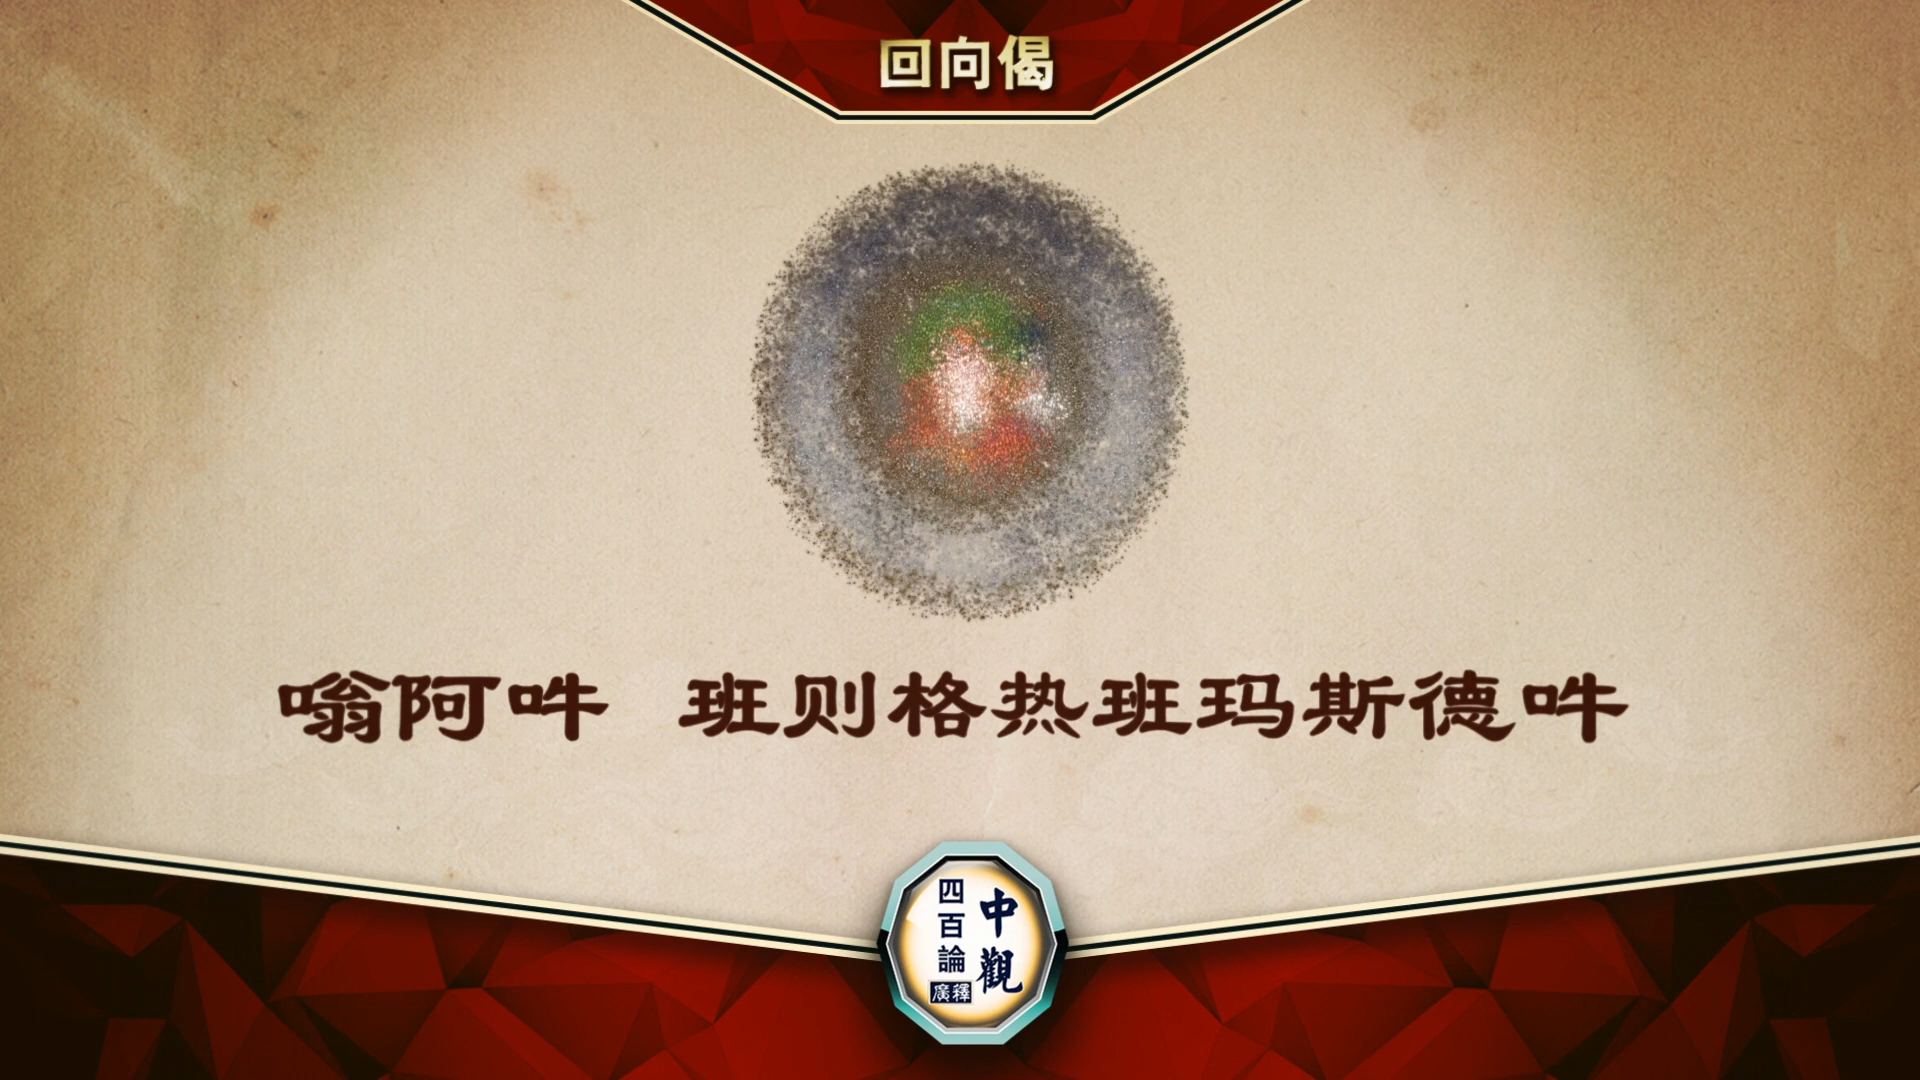 回向偈
嗡阿吽 班则格热班玛斯德吽
中觀
四百論
廣釋